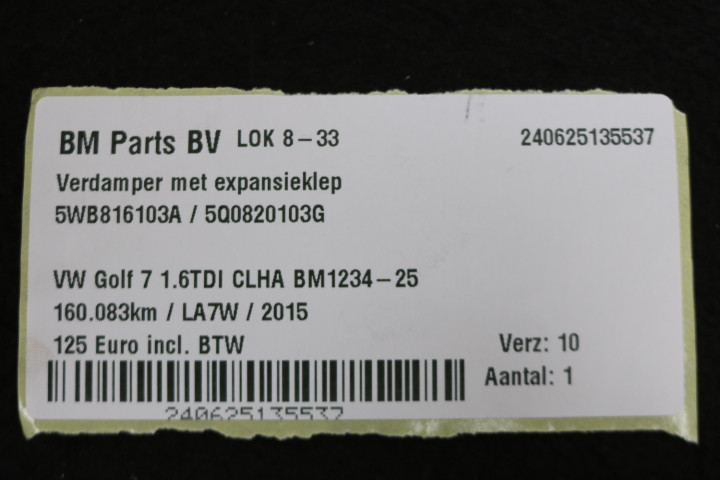 BM Parts BV LOK 8-33 240625135537
Verdamper met expansieklep
5WB816103A / 5Q0820103G
VW Golf 7 1.6TDI CLHA BM1234-25
160.083km / LA7W / 2015
125 Euro incl. BTW Verz: 10
Aantal: 1
240625135537